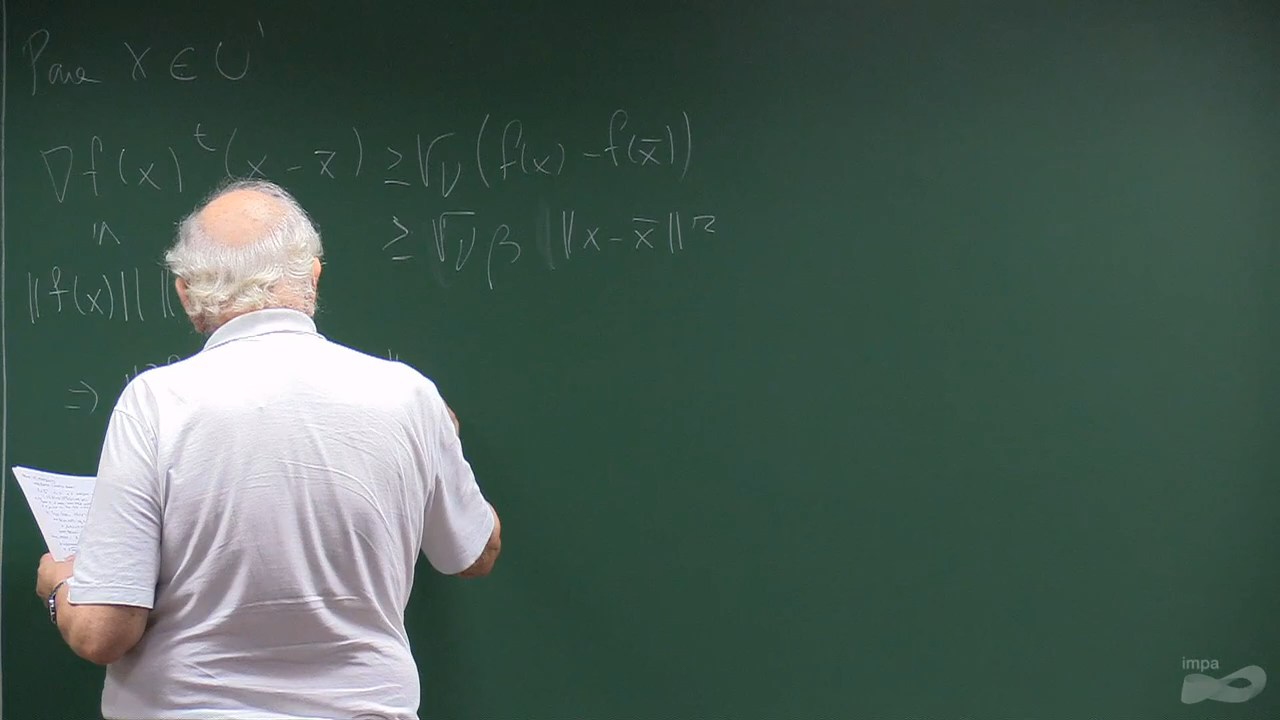 Para x ∈ U'
∇f(x)^t (x - x̄) ≥ √ν (f(x) - f(x̄))
≥ √ν β ||x - x̄||²
||f(x)|| ||
⇒
impa